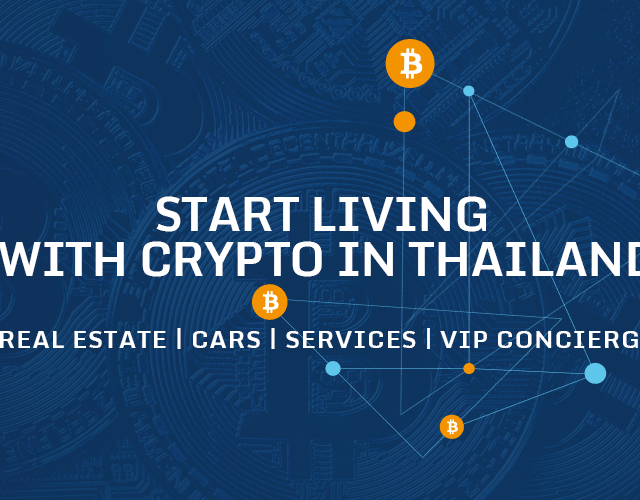 START LIVING
WITH CRYPTO IN THAILAND
REAL ESTATE | CARS | SERVICES | VIP CONCIERG